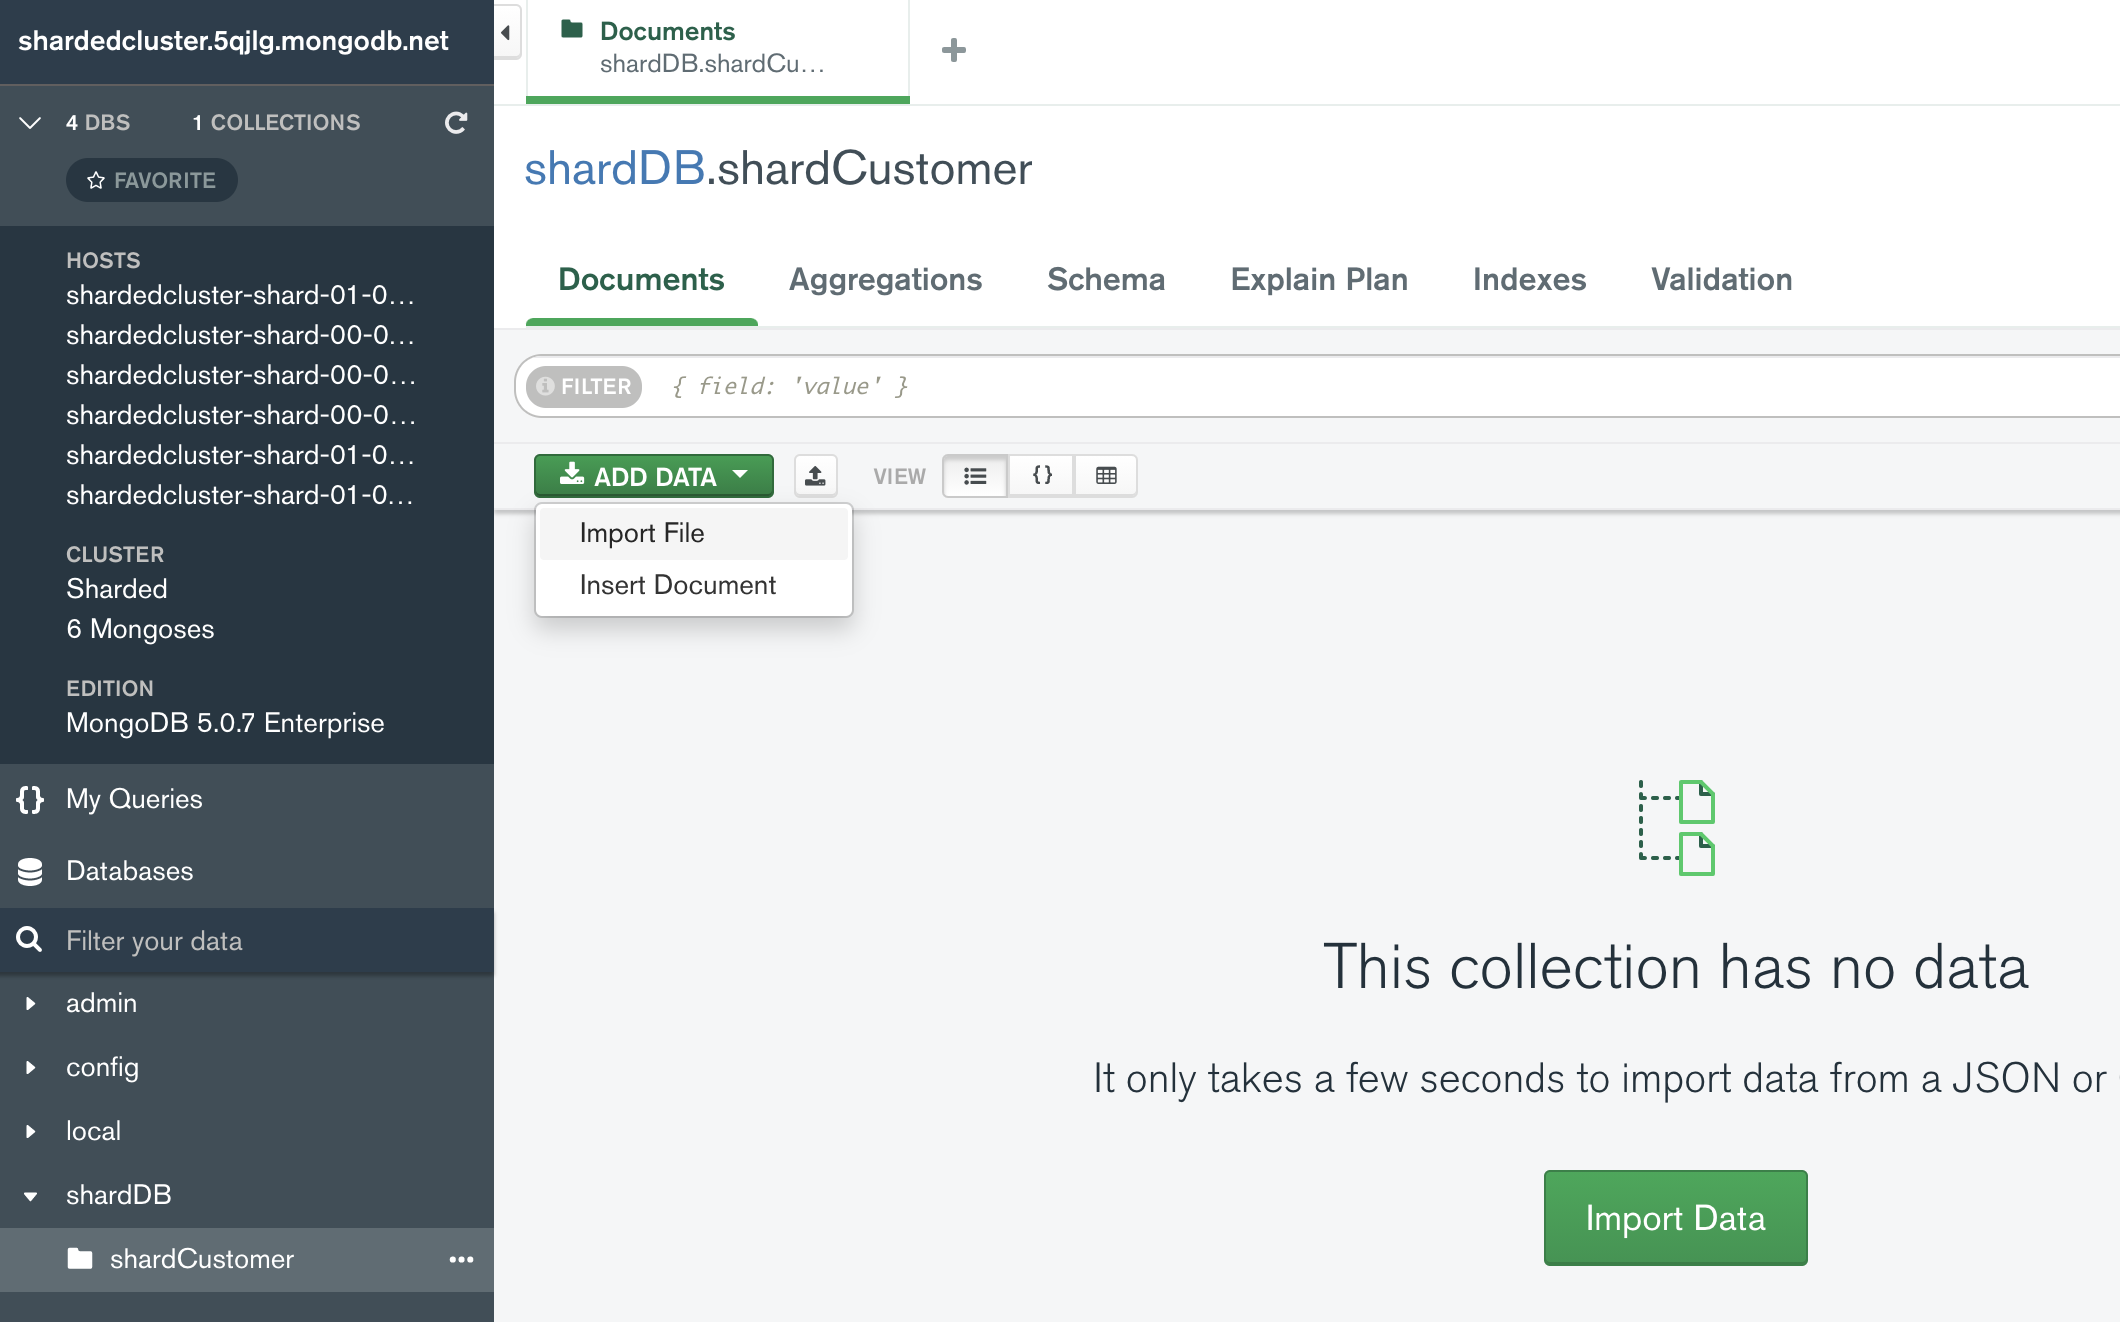 shardedcluster.5qjlg.mongodb.net
4 DBS 1 COLLECTIONS
FAVORITE
HOSTS
shardedcluster-shard-01-0...
shardedcluster-shard-00-0...
shardedcluster-shard-00-0...
shardedcluster-shard-00-0...
shardedcluster-shard-01-0...
shardedcluster-shard-01-0...
CLUSTER
Sharded
6 Mongoses
EDITION
MongoDB 5.0.7 Enterprise
My Queries
Databases
Filter your data
admin
config
local
shardDB
shardCustomer
Documents
shardDB.shardCu...
shardDB.shardCustomer
Documents Aggregations Schema Explain Plan Indexes Validation
FILTER { field: 'value' }
ADD DATA VIEW
Import File
Insert Document
This collection has no data
It only takes a few seconds to import data from a JSON or
Import Data